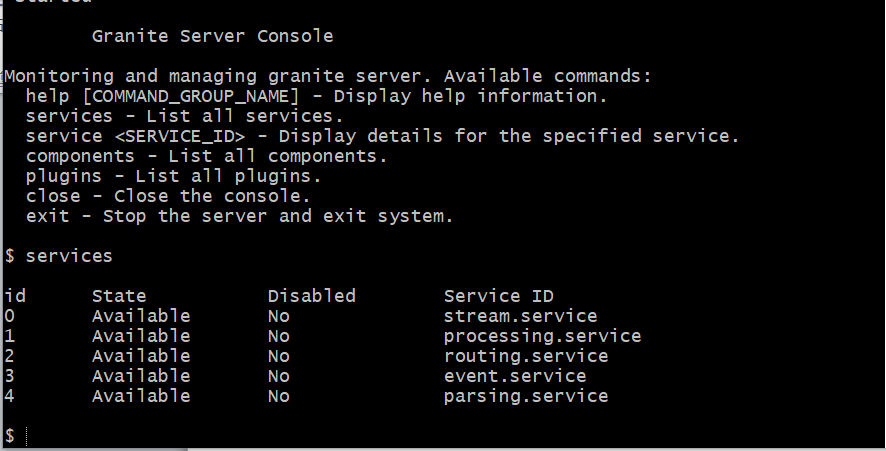 Started
Granite Server Console
Monitoring and managing granite server. Available commands:
help [COMMAND_GROUP_NAME] - Display help information.
services - List all services.
service <SERVICE_ID> - Display details for the specified service.
components - List all components.
plugins - List all plugins.
close - Close the console.
exit - Stop the server and exit system.
$ services
id State Disabled Service ID
0 Available No stream.service
1 Available No processing.service
2 Available No routing.service
3 Available No event.service
4 Available No parsing.service
$